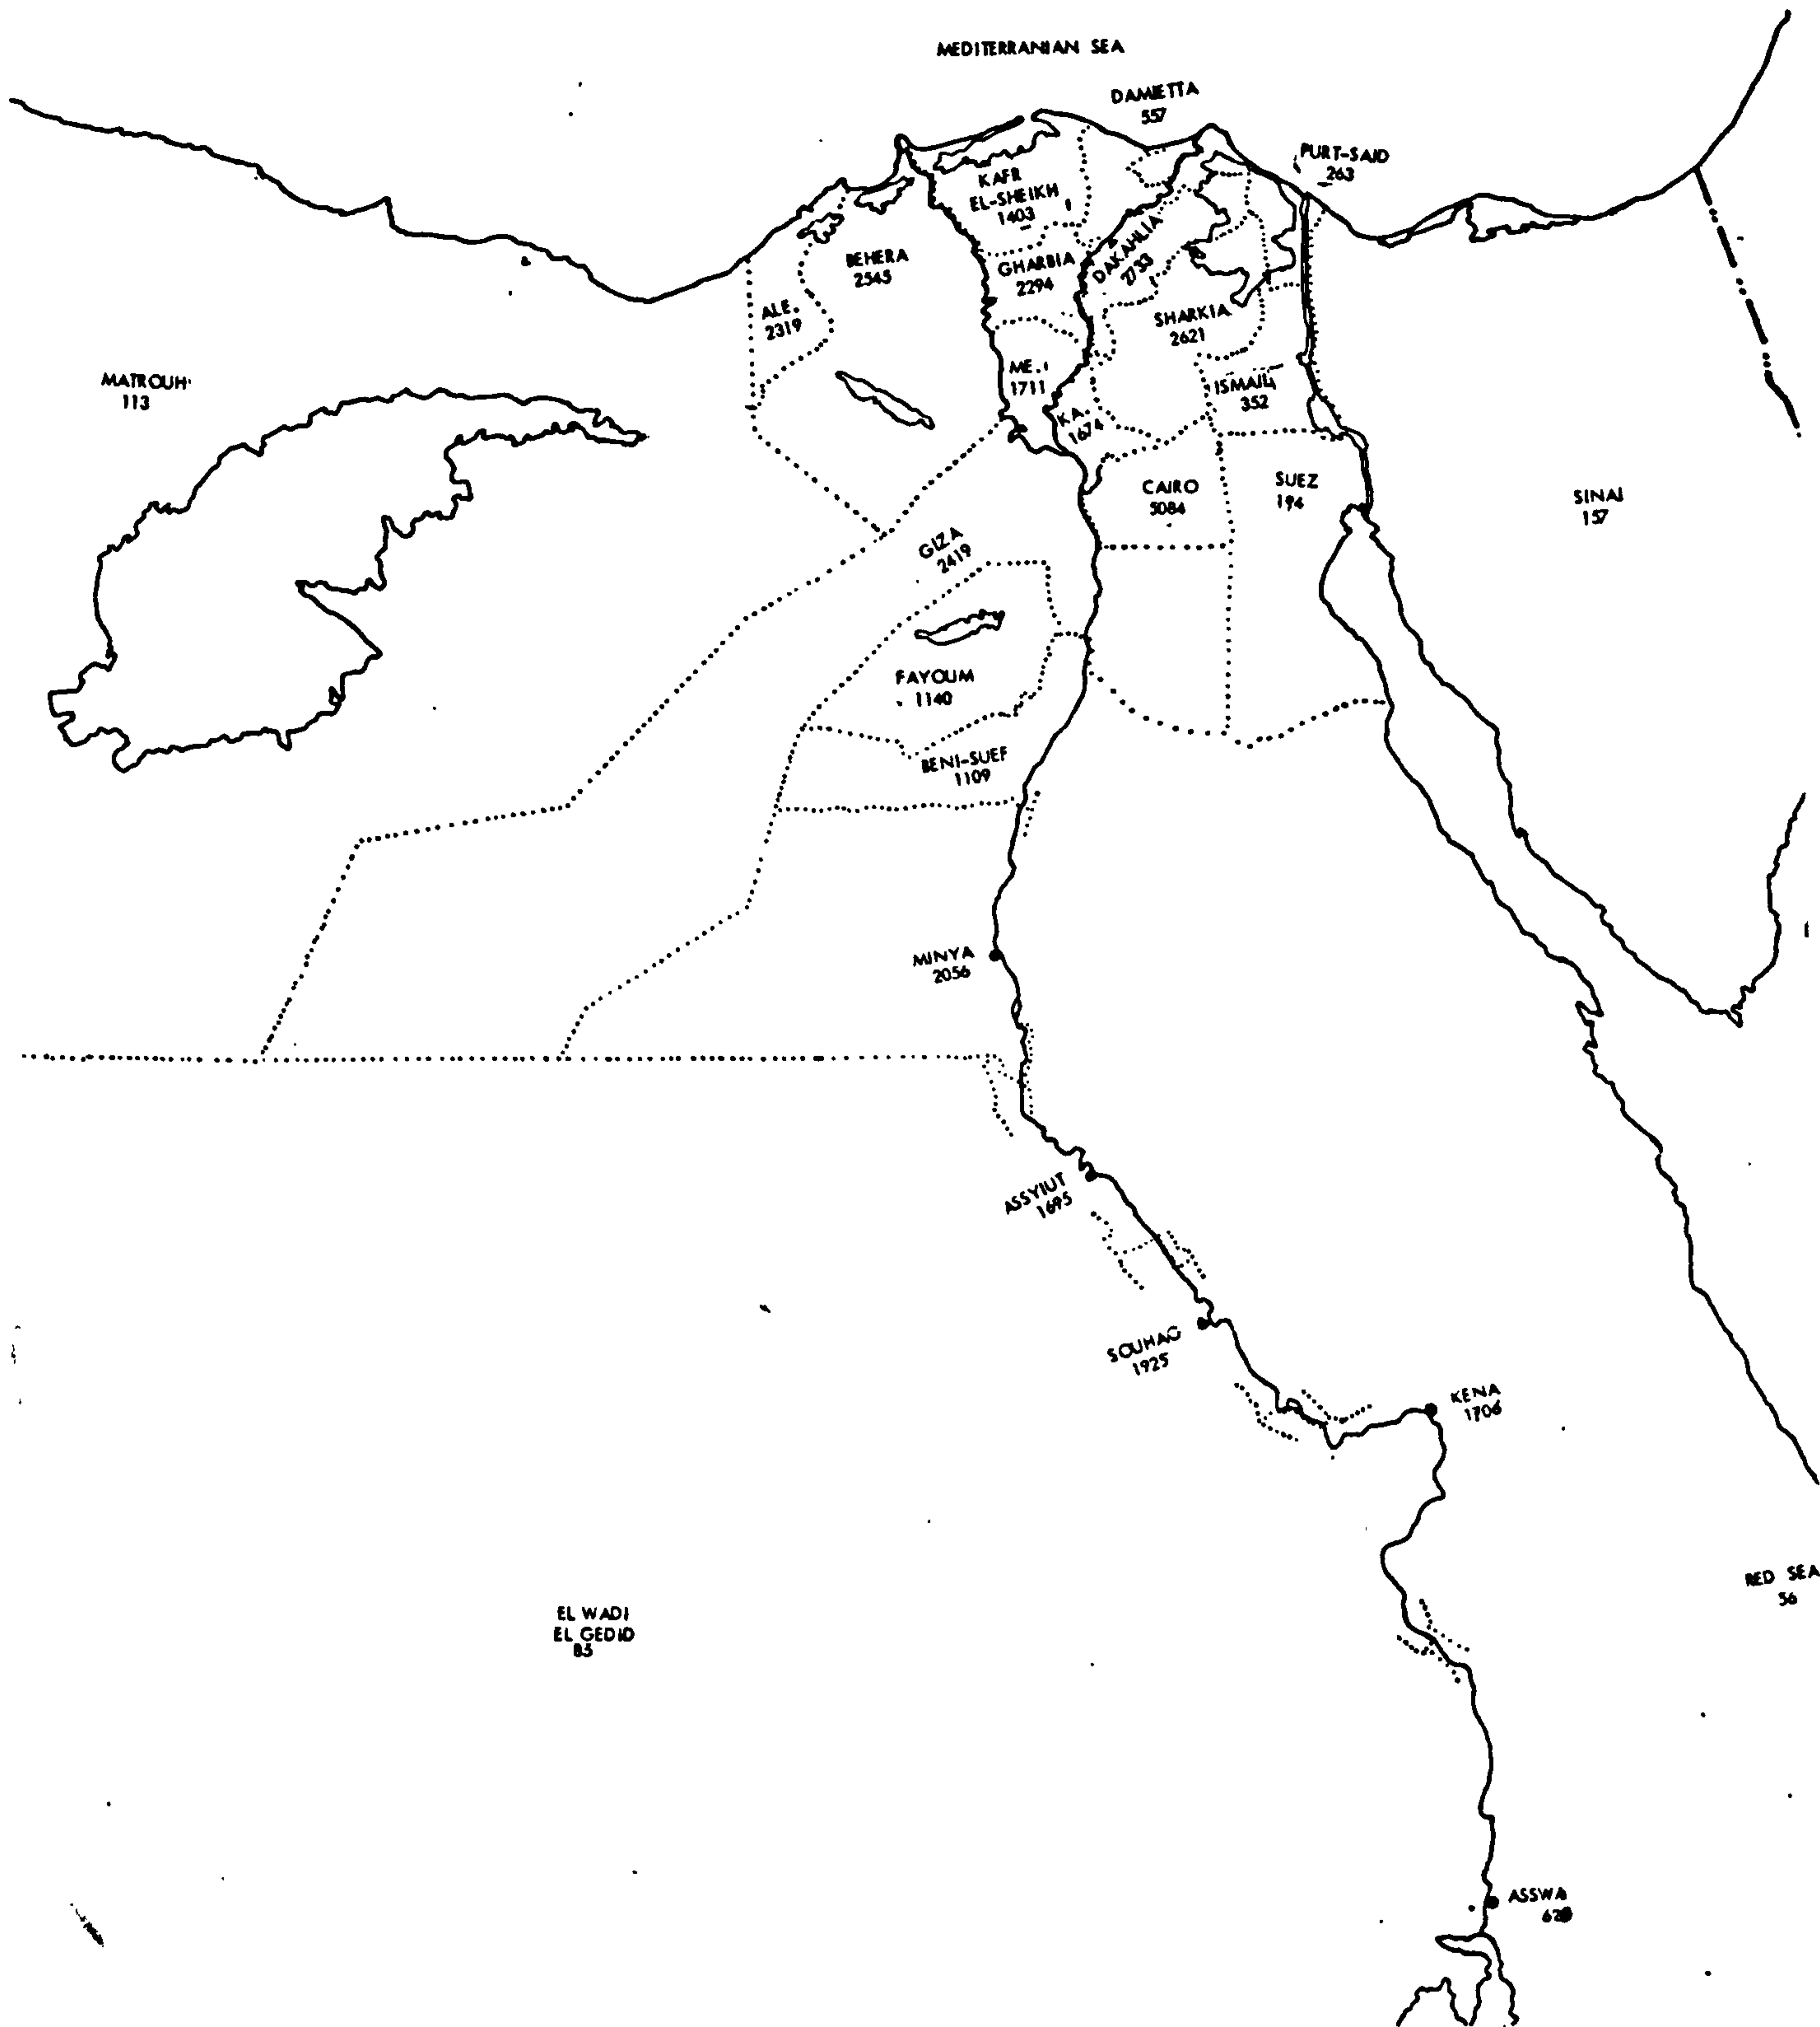 MEDITERRANIAN SEA
DAMIETTA
557
PURT-SAID
263
KAFR
EL-SHEIKH
1403
BEHERA
2545
GHARBIA
2294
DAKAHLIA
2733
ALE.
2319
SHARKIA
2621
MATROUH
113
ME.
1711
ISMAIL
352
KA.
1674
CAIRO
5084
SUEZ
194
SINAI
157
GIZA
2419
FAYOUM
1140
BENI-SUEF
1109
MINYA
2056
ASSYIUT
1695
SOUHAG
1925
KENA
1706
RED SEA
56
EL WADI
EL GEDID
85
ASSWA